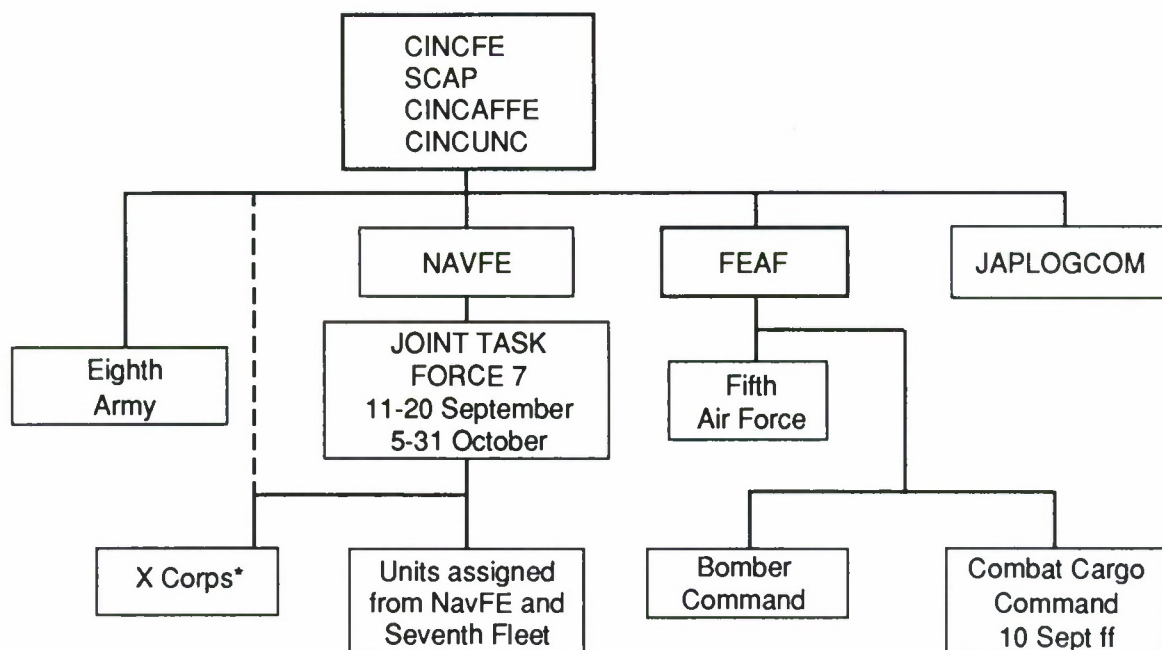 CINCFE
SCAP
CINCAFFE
CINCUNC
NAVFE
FEAF
JAPLOGCOM
Eighth
Army
JOINT TASK
FORCE 7
11-20 September
5-31 October
Fifth
Air Force
X Corps*
Units assigned
from NavFE and
Seventh Fleet
Bomber
Command
Combat Cargo
Command
10 Sept ff